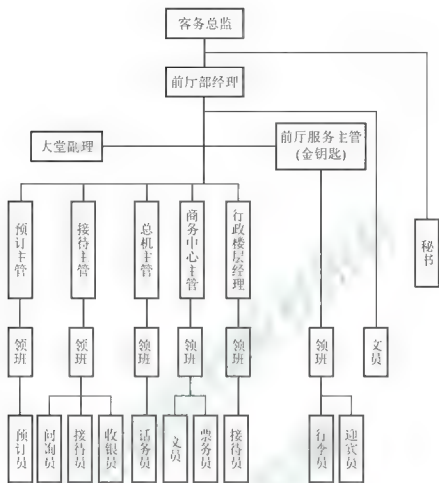 客务总监
前厅部经理
大堂副理
前厅服务主管
(金钥匙)
预订主管
接待主管
总机主管
商务中心主管
行政楼层经理
秘书
领班
领班
领班
领班
领班
领班
文员
预订员
问询员
接待员
收银员
话务员
文员
票务员
接待员
行李员
迎宾员